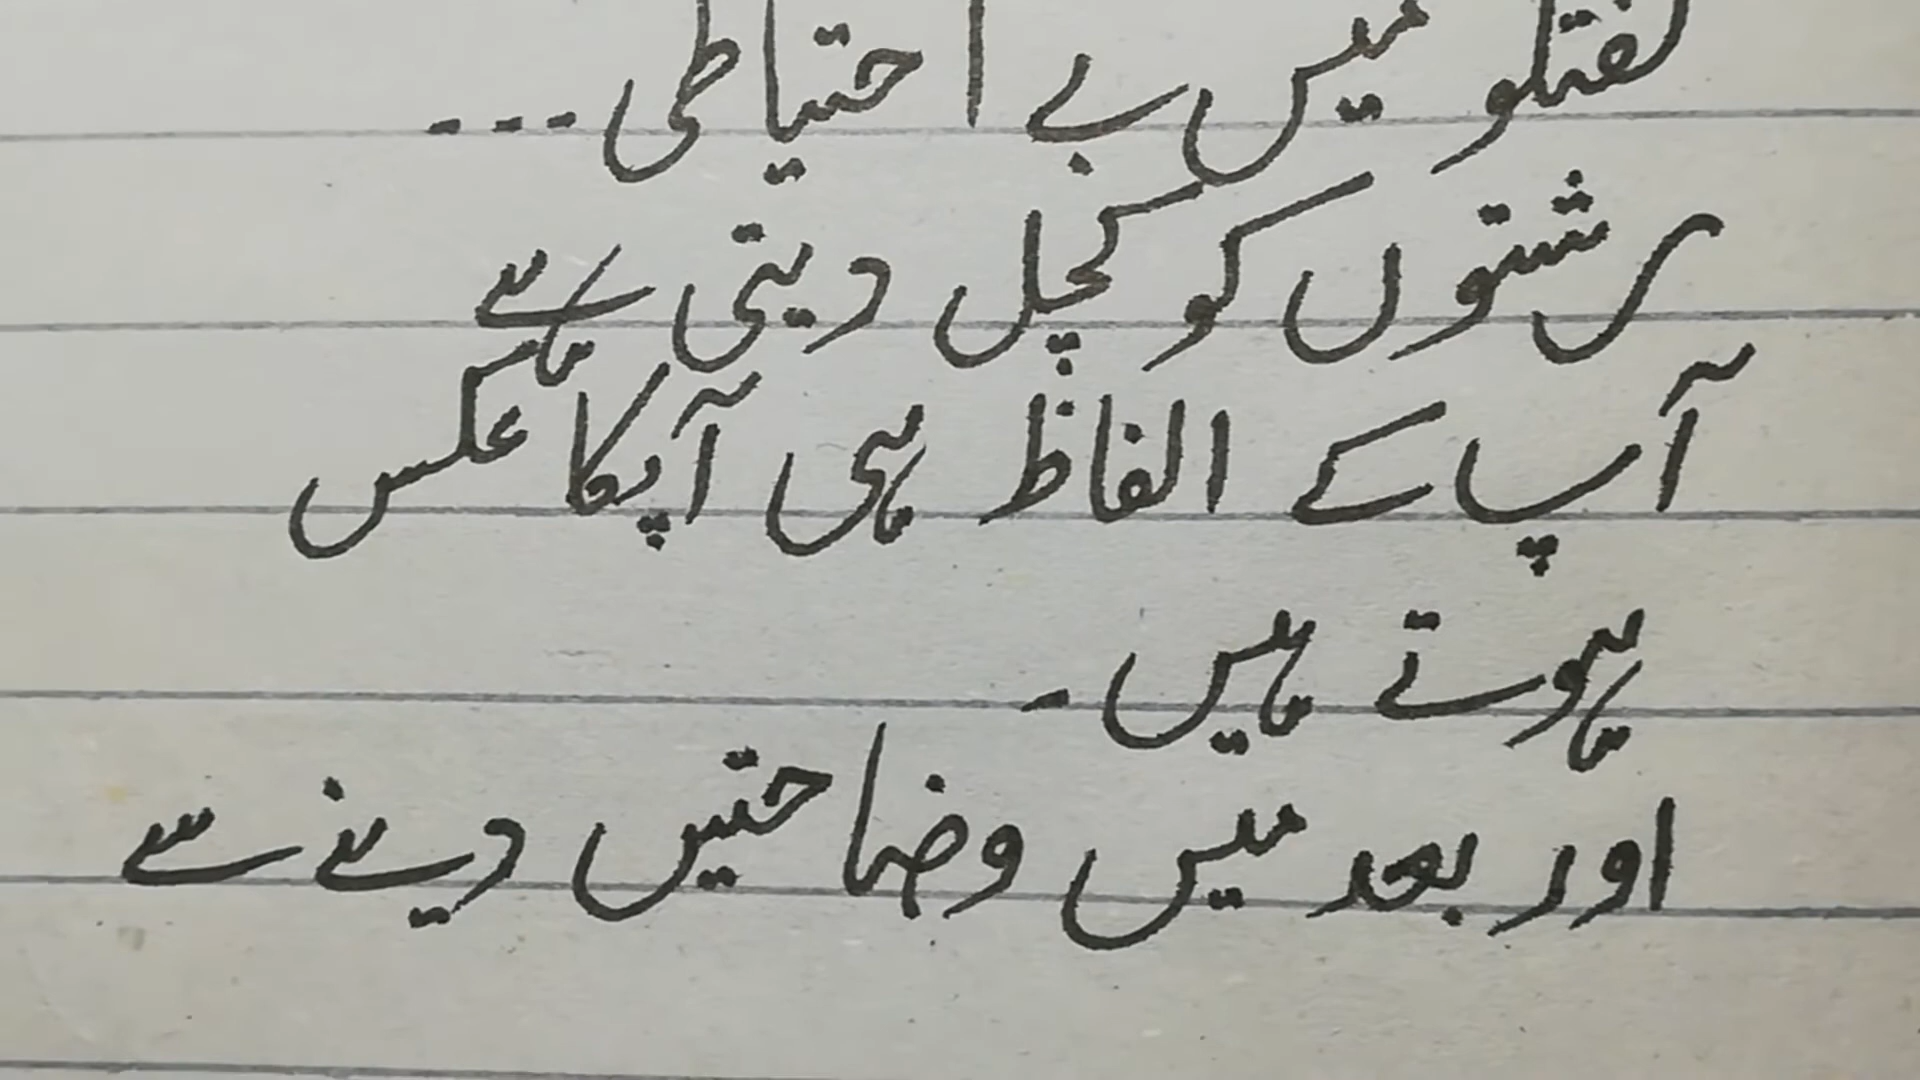 گفتگو میں بے احتیاطی ---
رشتوں کو کچل دیتی ہے
آپ کے الفاظ ہی آپکا عکس
ہوتے ہیں ۔
اور بعد میں وضاحتیں دینے سے